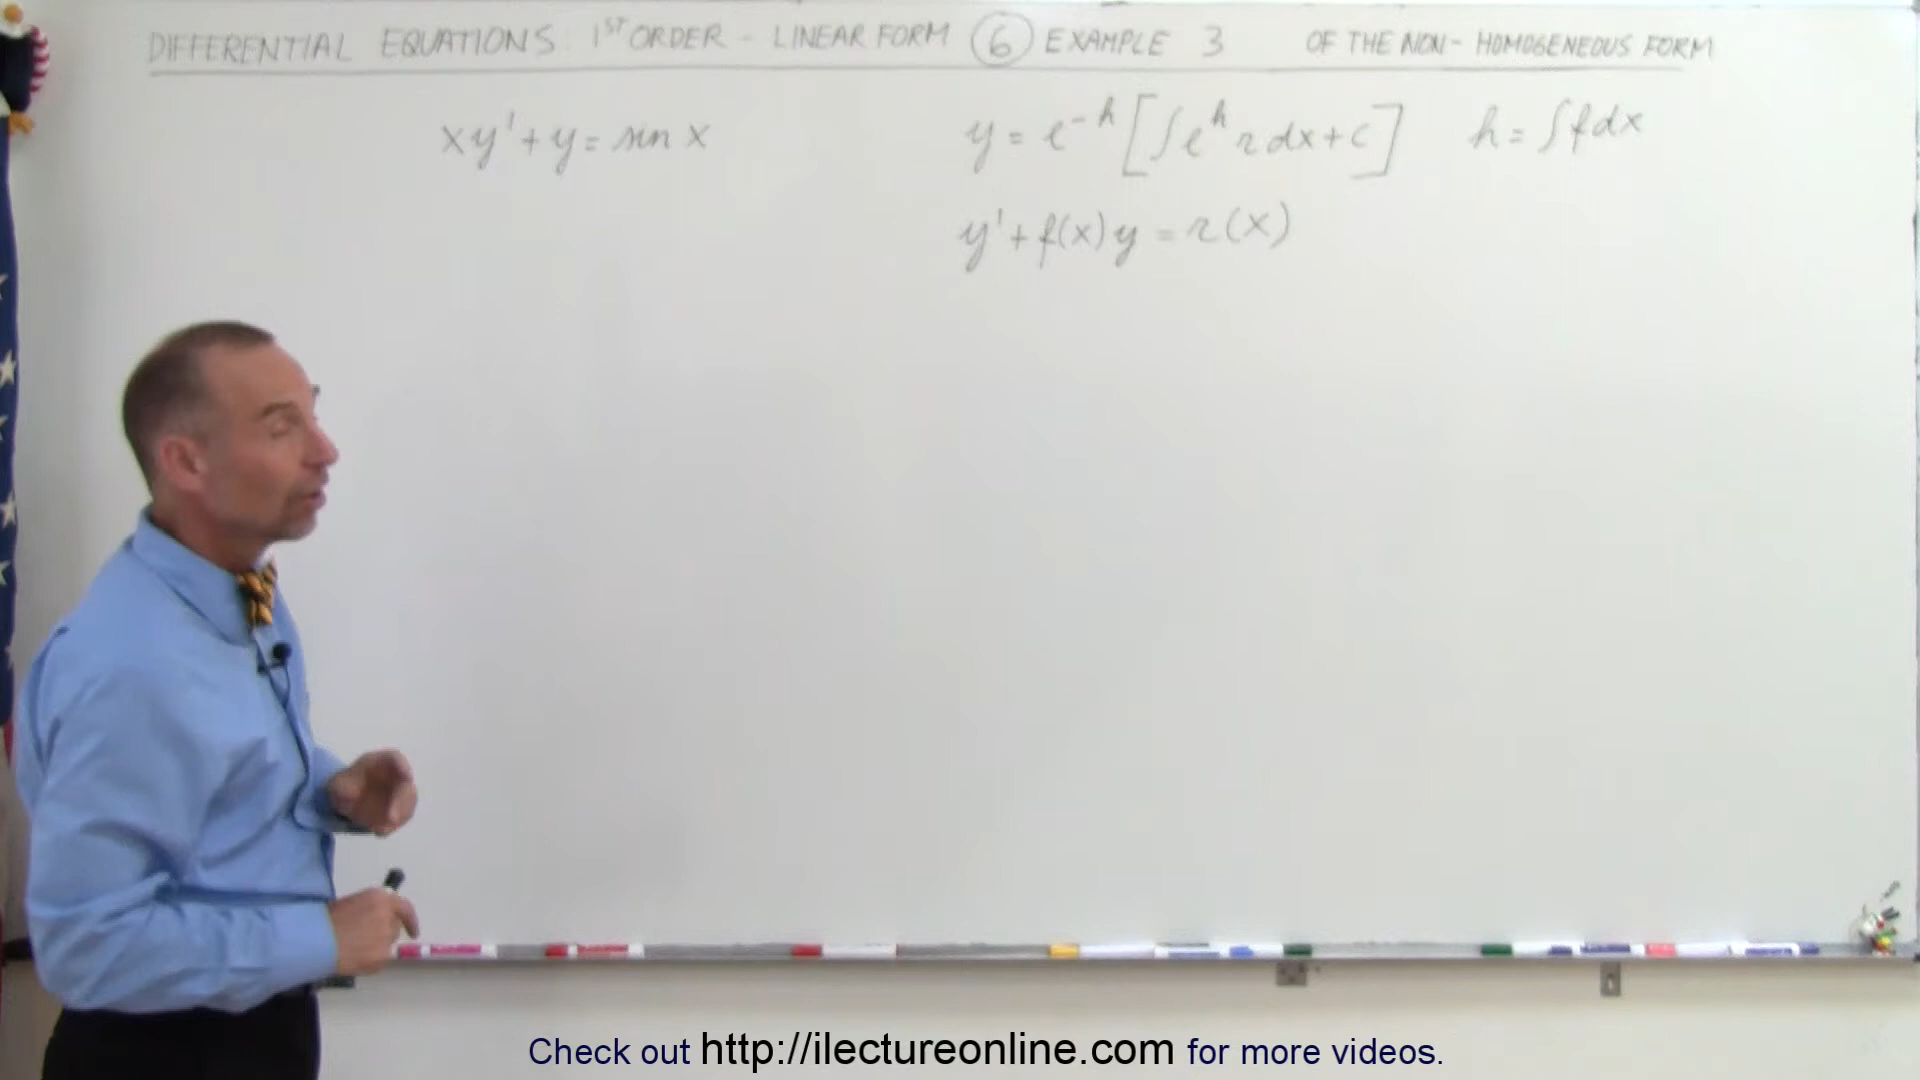 DIFFERENTIAL EQUATIONS: 1ST ORDER - LINEAR FORM 6 EXAMPLE 3 OF THE NON-HOMOGENEOUS FORM
xy' + y = sin x
y = e^{-h} [∫e^h r dx + c] h = ∫f dx
y' + f(x) y = r(x)
Check out http://ilectureonline.com for more videos.